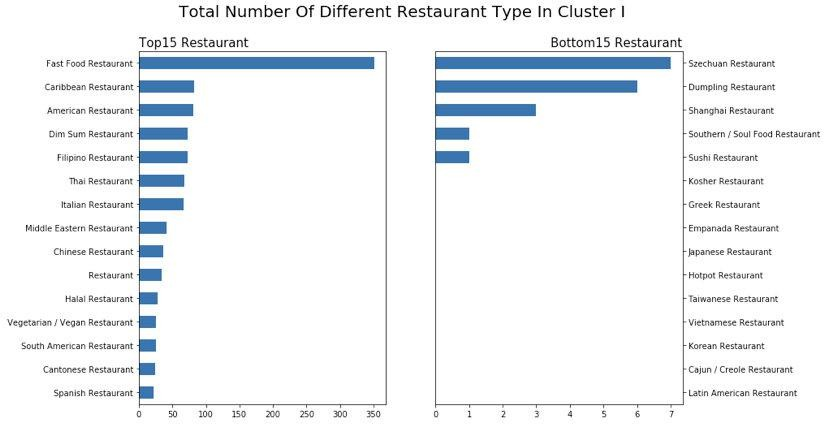 Total Number Of Different Restaurant Type In Cluster I
Top15 Restaurant
Fast Food Restaurant
Caribbean Restaurant
American Restaurant
Dim Sum Restaurant
Filipino Restaurant
Thai Restaurant
Italian Restaurant
Middle Eastern Restaurant
Chinese Restaurant
Restaurant
Halal Restaurant
Vegetarian / Vegan Restaurant
South American Restaurant
Cantonese Restaurant
Spanish Restaurant
0 50 100 150 200 250 300 350
Bottom15 Restaurant
Szechuan Restaurant
Dumpling Restaurant
Shanghai Restaurant
Southern / Soul Food Restaurant
Sushi Restaurant
Kosher Restaurant
Greek Restaurant
Empanada Restaurant
Japanese Restaurant
Hotpot Restaurant
Taiwanese Restaurant
Vietnamese Restaurant
Korean Restaurant
Cajun / Creole Restaurant
Latin American Restaurant
0 1 2 3 4 5 6 7